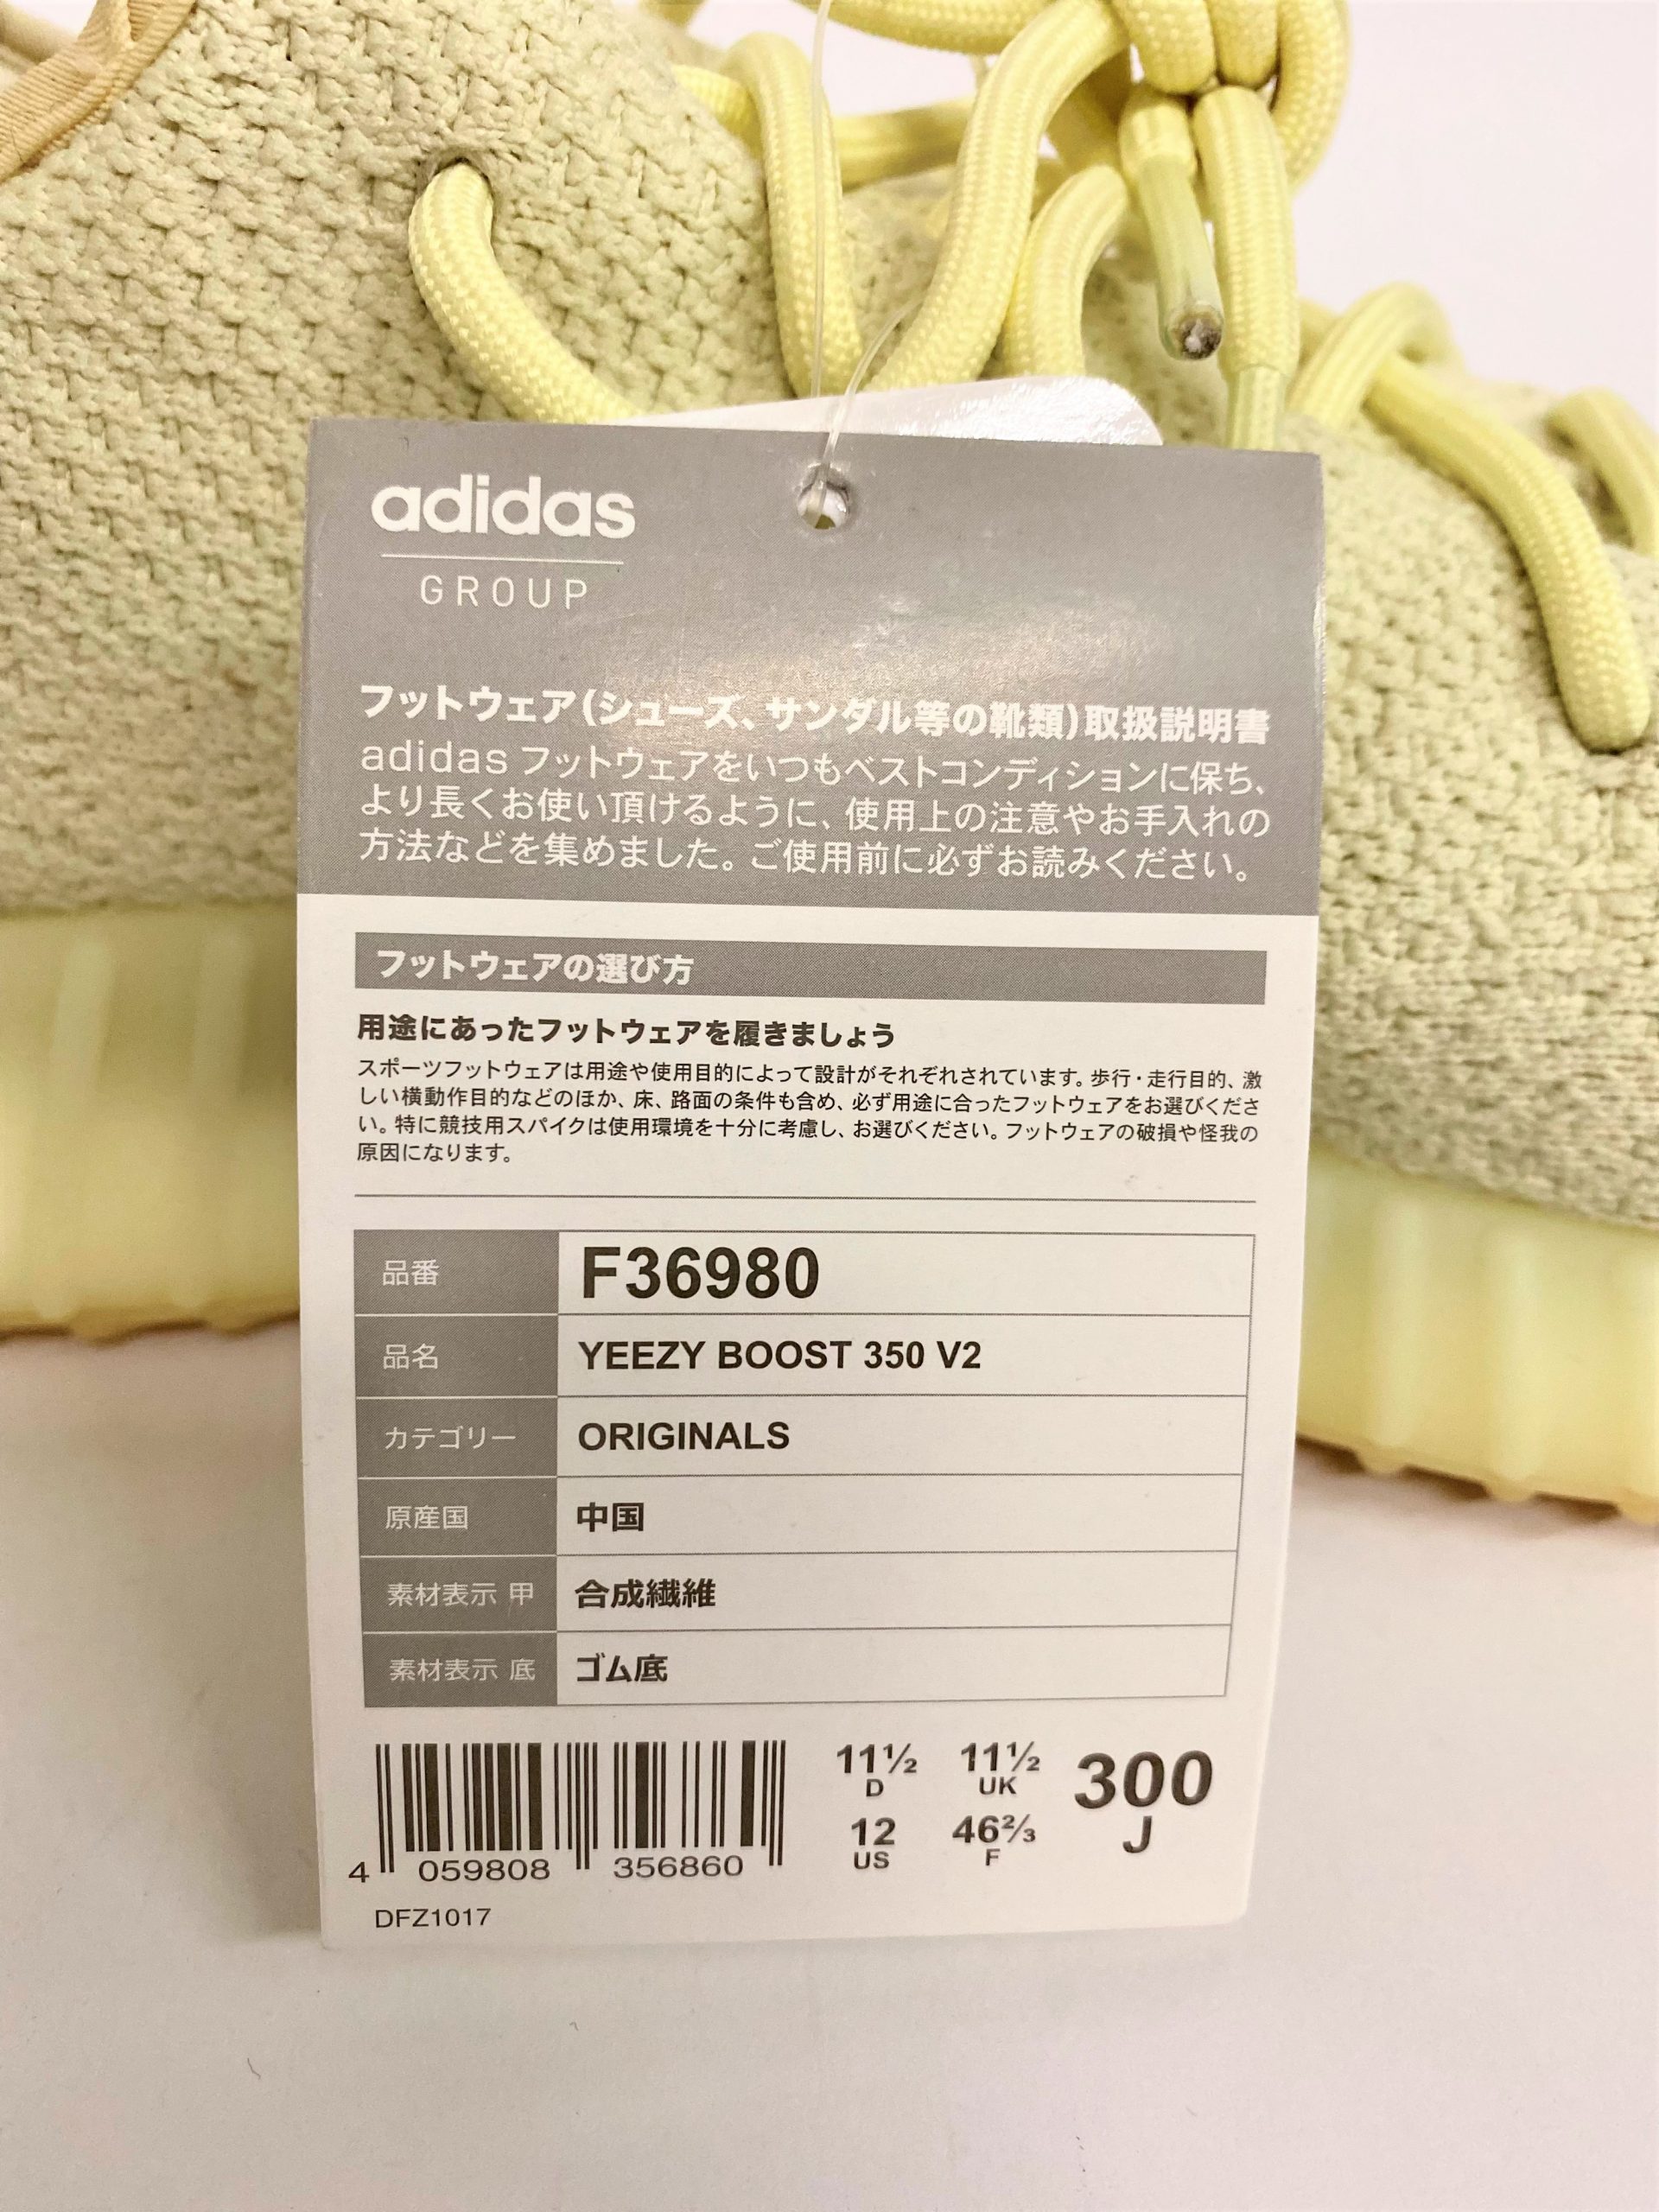 adidas
GROUP
フットウェア(シューズ、サンダル等の靴類)取扱説明書
adidas フットウェアをいつもベストコンディションに保ち、
より長くお使い頂けるように、使用上の注意やお手入れの
方法などを集めました。ご使用前に必ずお読みください。
フットウェアの選び方
用途にあったフットウェアを履きましょう
スポーツフットウェアは用途や使用目的によって設計がそれぞれされています。歩行・走行目的、激
しい横動作目的などのほか、床、路面の条件も含め、必ず用途に合ったフットウェアをお選びくださ
い。特に競技用スパイクは使用環境を十分に考慮し、お選びください。フットウェアの破損や怪我の
原因になります。
品番 F36980
品名 YEEZY BOOST 350 V2
カテゴリー ORIGINALS
原産国 中国
素材表示 甲 合成繊維
素材表示 底 ゴム底
11½ 11½ 300
D UK J
12 46⅔
US F
4 059808 356860
DFZ1017